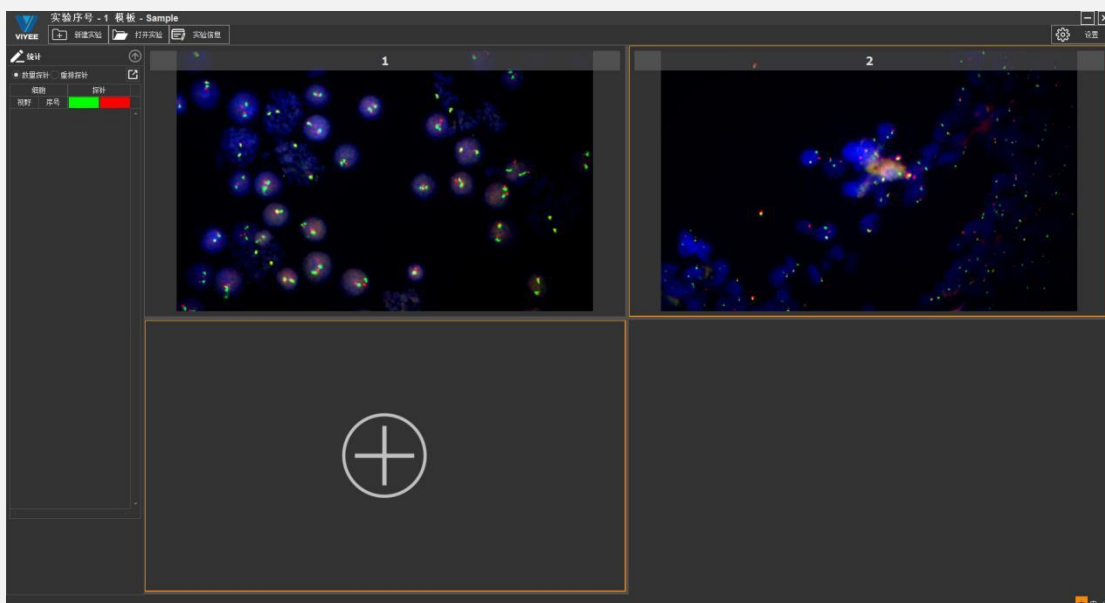 实验序号 - 1 模板 - Sample
VIYEE 新建实验 打开实验 实验信息 设置
统计
数量探针 重排探针
细胞 探针
视野 序号
1
2